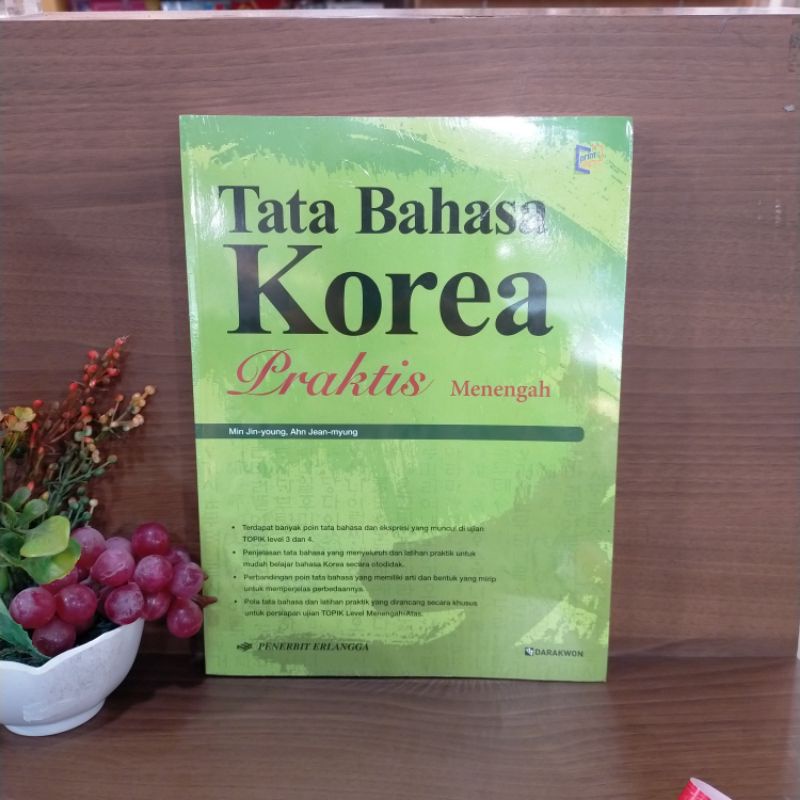 print
Tata Bahasa
Korea
Praktis Menengah
Min Jin-young, Ahn Jean-myung
• Terdapat banyak poin tata bahasa dan ekspresi yang muncul di ujian
TOPIK level 3 dan 4.
• Penjelasan tata bahasa yang menyeluruh dan latihan praktik untuk
mudah belajar bahasa Korea secara otodidak.
• Perbandingan poin tata bahasa yang memiliki arti dan bentuk yang mirip
untuk memperjelas perbedaannya.
• Pola tata bahasa dan latihan praktik yang dirancang secara khusus
untuk persiapan ujian TOPIK Level Menengah-Atas.
PENERBIT ERLANGGA
DARAKWON